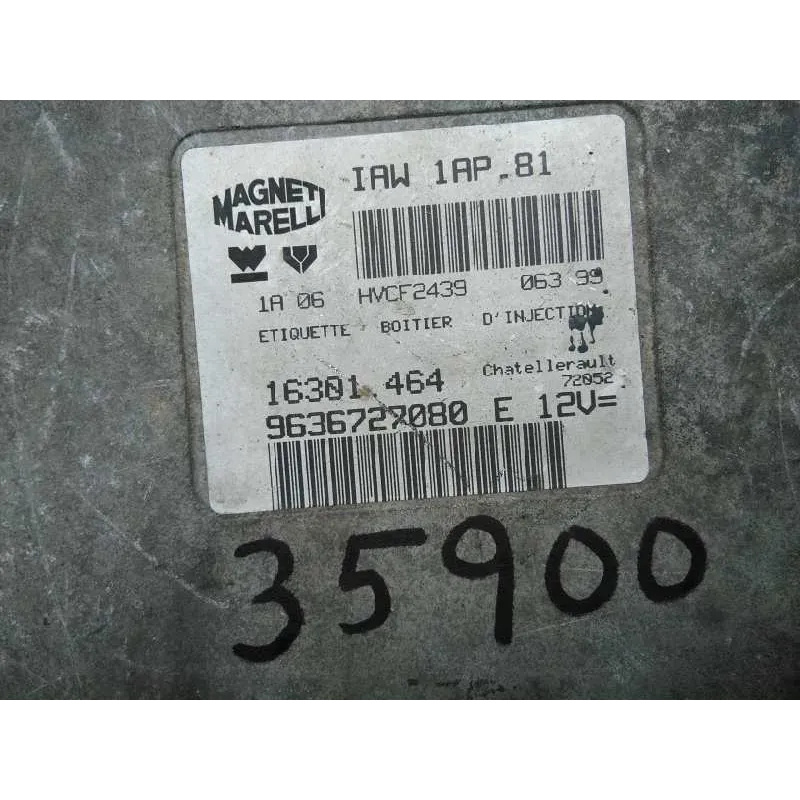 IAW 1AP.81
MAGNETI
MARELLI
1A 06 HVCF2439 063 99
ETIQUETTE BOITIER D'INJECTION
Chatellerault
72052
16301 464
9636727080 E 12V=
35900